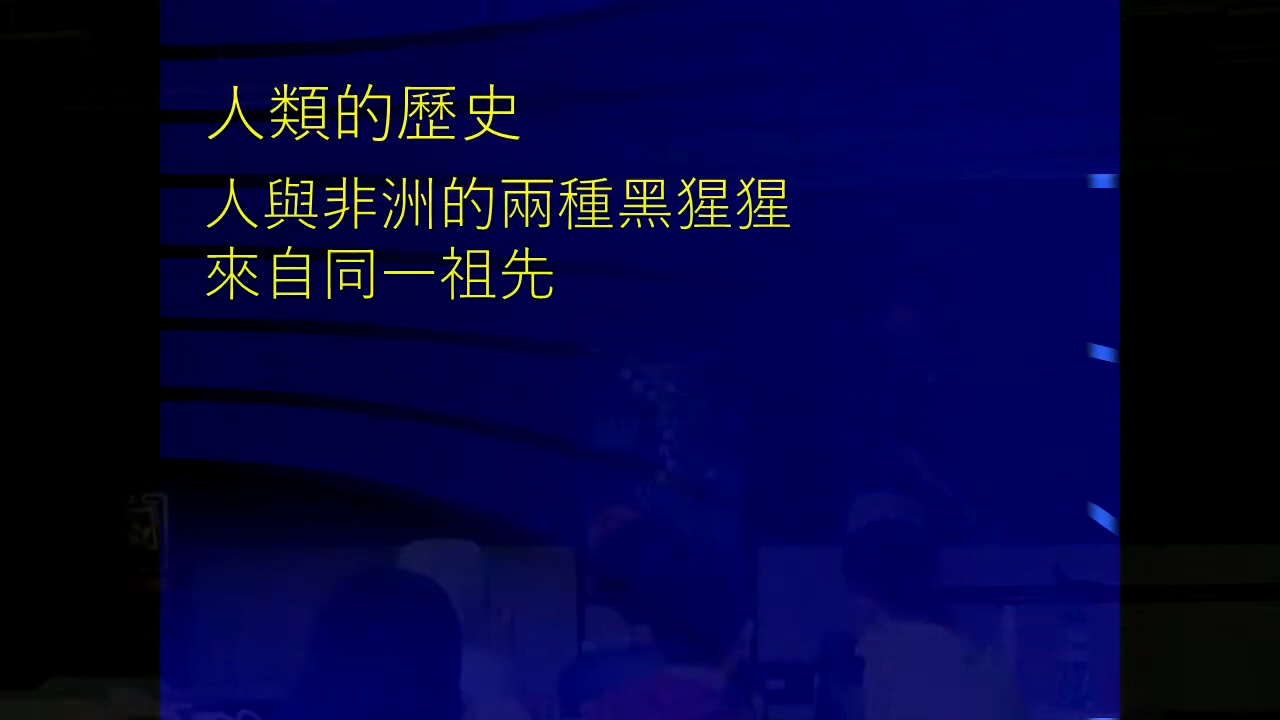 人類的歷史
人與非洲的兩種黑猩猩
來自同一祖先